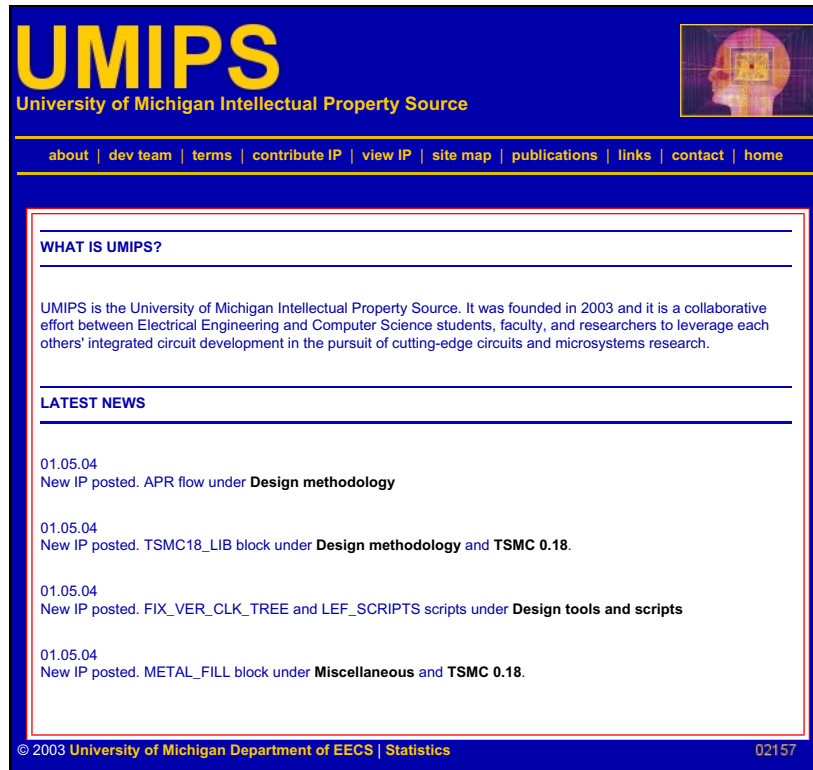 UMIPS
University of Michigan Intellectual Property Source
about | dev team | terms | contribute IP | view IP | site map | publications | links | contact | home
WHAT IS UMIPS?
UMIPS is the University of Michigan Intellectual Property Source. It was founded in 2003 and it is a collaborative
effort between Electrical Engineering and Computer Science students, faculty, and researchers to leverage each
others' integrated circuit development in the pursuit of cutting-edge circuits and microsystems research.
LATEST NEWS
01.05.04
New IP posted. APR flow under Design methodology
01.05.04
New IP posted. TSMC18_LIB block under Design methodology and TSMC 0.18.
01.05.04
New IP posted. FIX_VER_CLK_TREE and LEF_SCRIPTS scripts under Design tools and scripts
01.05.04
New IP posted. METAL_FILL block under Miscellaneous and TSMC 0.18.
© 2003 University of Michigan Department of EECS | Statistics 02157